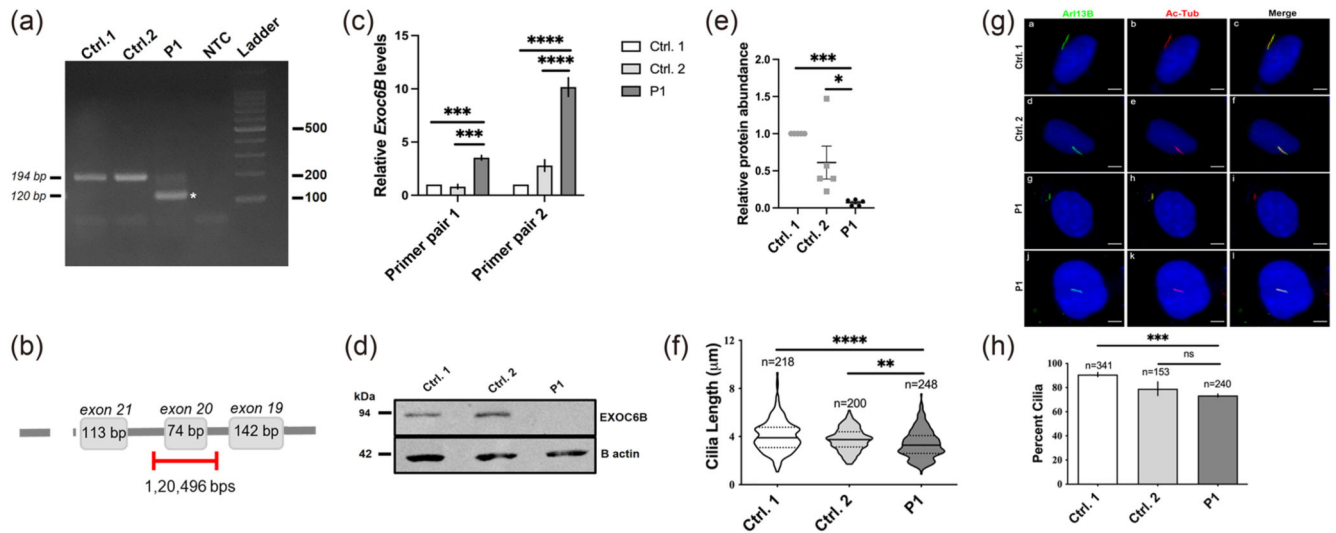 (a)
Ctrl.1
Ctrl.2
P1
NTC
Ladder
500
194 bp
200
120 bp
*
100
(b)
exon 21
exon 20
exon 19
113 bp
74 bp
142 bp
1,20,496 bps
(c)
Relative Exoc6B levels
15
10
5
0
***
***
****
****
Primer pair 1
Primer pair 2
Ctrl. 1
Ctrl. 2
P1
(d)
Ctrl. 1
Ctrl. 2
P1
kDa
94
EXOC6B
42
B actin
(e)
Relative protein abundance
2.0
1.5
1.0
0.5
0.0
***
*
Ctrl. 1
Ctrl. 2
P1
(f)
Cilia Length (μm)
12
8
4
0
****
**
n=218
n=200
n=248
Ctrl. 1
Ctrl. 2
P1
(g)
Arl13B
Ac-Tub
Merge
Ctrl. 1
a
b
c
Ctrl. 2
d
e
f
P1
g
h
i
P1
j
k
l
(h)
Percent Cilia
100
80
60
40
20
0
***
ns
n=341
n=153
n=240
Ctrl. 1
Ctrl. 2
P1